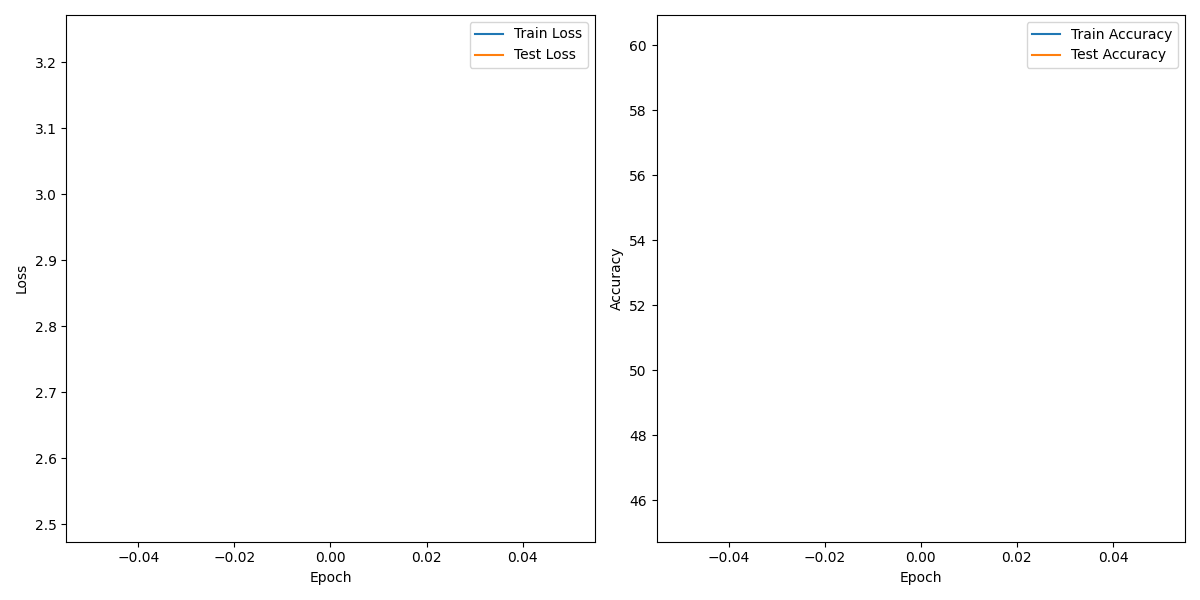 Train Loss
Test Loss
3.2
3.1
3.0
2.9
2.8
2.7
2.6
2.5
Loss
−0.04 −0.02 0.00 0.02 0.04
Epoch
Train Accuracy
Test Accuracy
60
58
56
54
52
50
48
46
Accuracy
−0.04 −0.02 0.00 0.02 0.04
Epoch